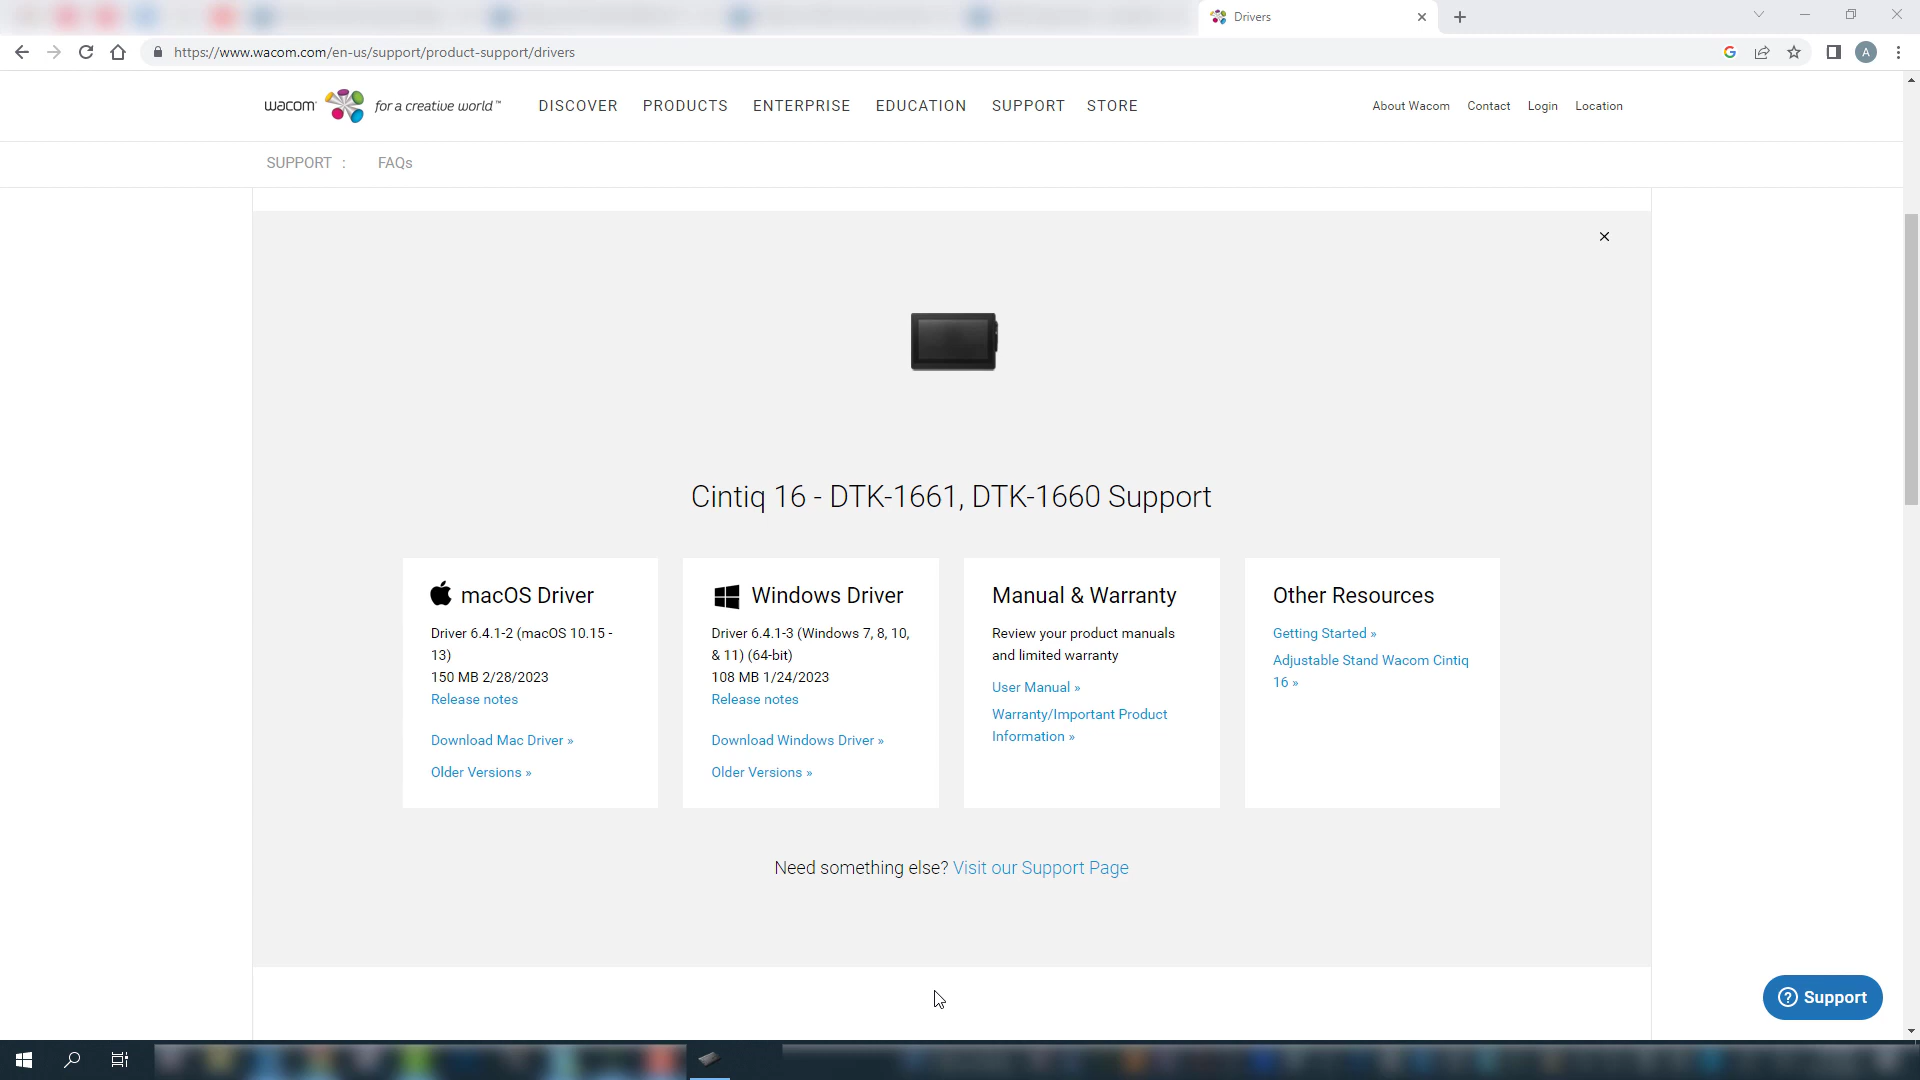 Drivers
https://www.wacom.com/en-us/support/product-support/drivers
A
wacom for a creative world™
DISCOVER PRODUCTS ENTERPRISE EDUCATION SUPPORT STORE
About Wacom Contact Login Location
SUPPORT : FAQs
Cintiq 16 - DTK-1661, DTK-1660 Support
macOS Driver
Driver 6.4.1-2 (macOS 10.15 -
13)
150 MB 2/28/2023
Release notes
Download Mac Driver »
Older Versions »
Windows Driver
Driver 6.4.1-3 (Windows 7, 8, 10,
& 11) (64-bit)
108 MB 1/24/2023
Release notes
Download Windows Driver »
Older Versions »
Manual & Warranty
Review your product manuals
and limited warranty
User Manual »
Warranty/Important Product
Information »
Other Resources
Getting Started »
Adjustable Stand Wacom Cintiq
16 »
Need something else? Visit our Support Page
Support